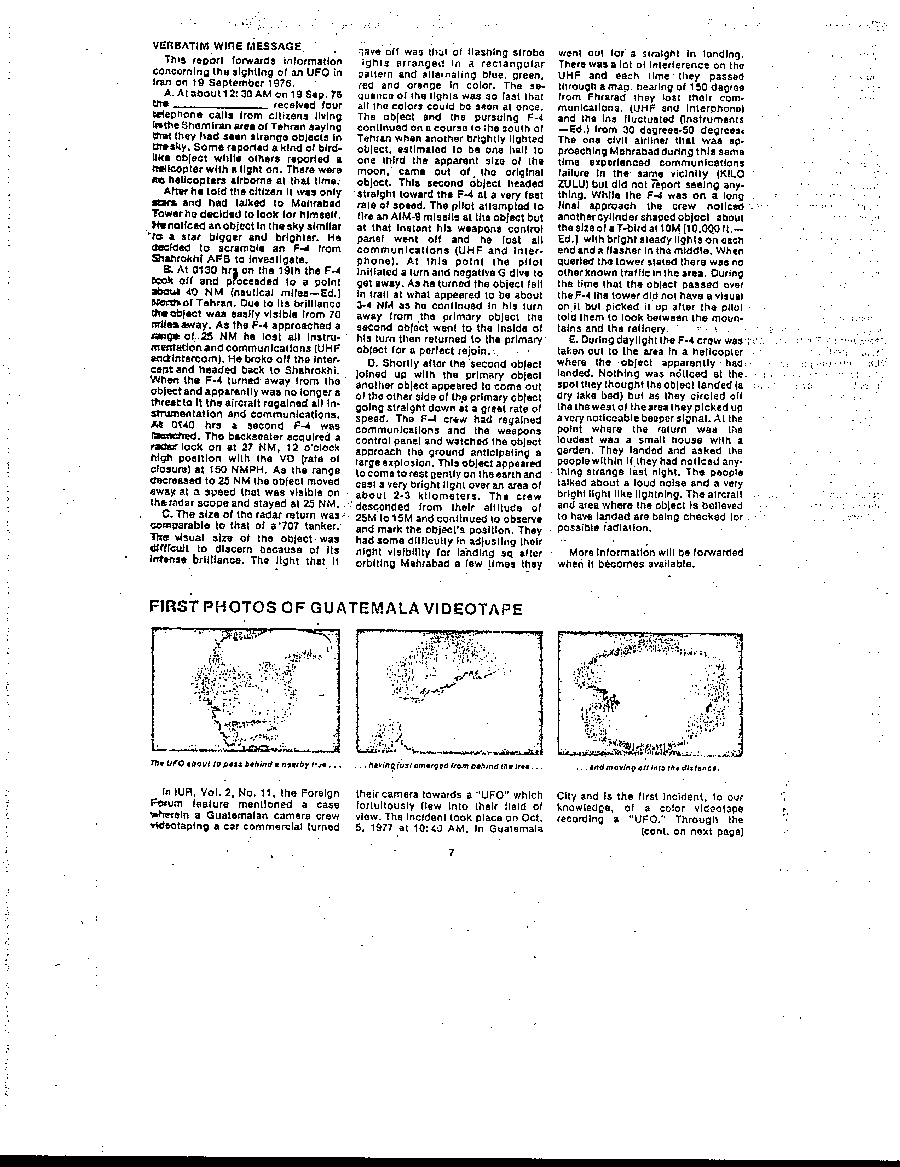 VERBATIM WIRE MESSAGE
This report forwards information
concerning the sighting of an UFO in
Iran on 19 September 1976.
A. At about 12:30 AM on 19 Sep. 76
the ________ received four
telephone calls from citizens living
in the Shemiran area of Tehran saying
that they had seen strange objects in
the sky. Some reported a kind of bird-
like object while others reported a
helicopter with a light on. There were
no helicopters airborne at that time.
After he told the citizen it was only
stars and had talked to Mehrabad
Tower he decided to look for himself.
He noticed an object in the sky similar
to a star bigger and brighter. He
decided to scramble an F-4 from
Shahrokhi AFB to investigate.
B. At 0130 hrs on the 19th the F-4
took off and proceeded to a point
about 40 NM (nautical miles—Ed.)
North of Tehran. Due to its brilliance
the object was easily visible from 70
miles away. As the F-4 approached a
range of 25 NM he lost all instru-
mentation and communications (UHF
and intercom). He broke off the inter-
cept and headed back to Shahrokhi.
When the F-4 turned away from the
object and apparently was no longer a
threat to it the aircraft regained all in-
strumentation and communications.
At 0140 hrs a second F-4 was
launched. The backseater acquired a
radar lock on at 27 NM, 12 o'clock
high position with the VD (rate of
closure) at 150 NMPH. As the range
decreased to 25 NM the object moved
away at a speed that was visible on
the radar scope and stayed at 25 NM.
C. The size of the radar return was
comparable to that of a 707 tanker.
The visual size of the object was
difficult to discern because of its
intense brilliance. The light that it
gave off was that of flashing strobe
lights arranged in a rectangular
pattern and alternating blue, green,
red and orange in color. The se-
quence of the lights was so fast that
all the colors could be seen at once.
The object and the pursuing F-4
continued on a course to the south of
Tehran when another brightly lighted
object, estimated to be one half to
one third the apparent size of the
moon, came out of the original
object. This second object headed
straight toward the F-4 at a very fast
rate of speed. The pilot attempted to
fire an AIM-9 missile at the object but
at that instant his weapons control
panel went off and he lost all
communications (UHF and Inter-
phone). At this point the pilot
initiated a turn and negative G dive to
get away. As he turned the object fell
in trail at what appeared to be about
3-4 NM as he continued in his turn
away from the primary object the
second object went to the inside of
his turn then returned to the primary
object for a perfect rejoin.
D. Shortly after the second object
joined up with the primary object
another object appeared to come out
of the other side of the primary object
going straight down at a great rate of
speed. The F-4 crew had regained
communications and the weapons
control panel and watched the object
approach the ground anticipating a
large explosion. This object appeared
to come to rest gently on the earth and
cast a very bright light over an area of
about 2-3 kilometers. The crew
descended from their altitude of
25M to 15M and continued to observe
and mark the object's position. They
had some difficulty in adjusting their
night visibility for landing so after
orbiting Mehrabad a few times they
went out for a straight in landing.
There was a lot of interference on the
UHF and each time they passed
through a mag. bearing of 150 degree
from Ehrabad they lost their com-
munications. (UHF and Interphone)
and the Ins fluctuated (Instruments
—Ed.) from 30 degrees-50 degrees.
The one civil airliner that was ap-
proaching Mehrabad during this same
time experienced communications
failure in the same vicinity (KILO
ZULU) but did not report seeing any-
thing. While the F-4 was on a long
final approach the crew noticed
another cylinder shaped object about
the size of a T-bird at 10M [10,000 ft.—
Ed.] with bright steady lights on each
end and a flasher in the middle. When
queried the tower stated there was no
other known traffic in the area. During
the time that the object passed over
the F-4 the tower did not have a visual
on it but picked it up after the pilot
told them to look between the moun-
tains and the refinery.
E. During daylight the F-4 crew was
taken out to the area in a helicopter
where the object apparently had
landed. Nothing was noticed at the
spot they thought the object landed (a
dry lake bed) but as they circled off
the the west of the area they picked up
a very noticeable beeper signal. At the
point where the return was the
loudest was a small house with a
garden. They landed and asked the
people within if they had noticed any-
thing strange last night. The people
talked about a loud noise and a very
bright light like lightning. The aircraft
and area where the object is believed
to have landed are being checked for
possible radiation.
More information will be forwarded
when it becomes available.
FIRST PHOTOS OF GUATEMALA VIDEOTAPE
The UFO about to pass behind a nearby tree . . .
. . . having just emerged from behind the tree . . .
. . . and moving off into the distance.
In IUR, Vol. 2, No. 11, the Foreign
Forum feature mentioned a case
wherein a Guatemalan camera crew
videotaping a car commercial turned
their camera towards a "UFO" which
fortuitously flew into their field of
view. The incident took place on Oct.
5, 1977 at 10:40 AM, in Guatemala
City and is the first incident, to our
knowledge, of a color videotape
recording a "UFO." Through the
(cont. on next page)
7